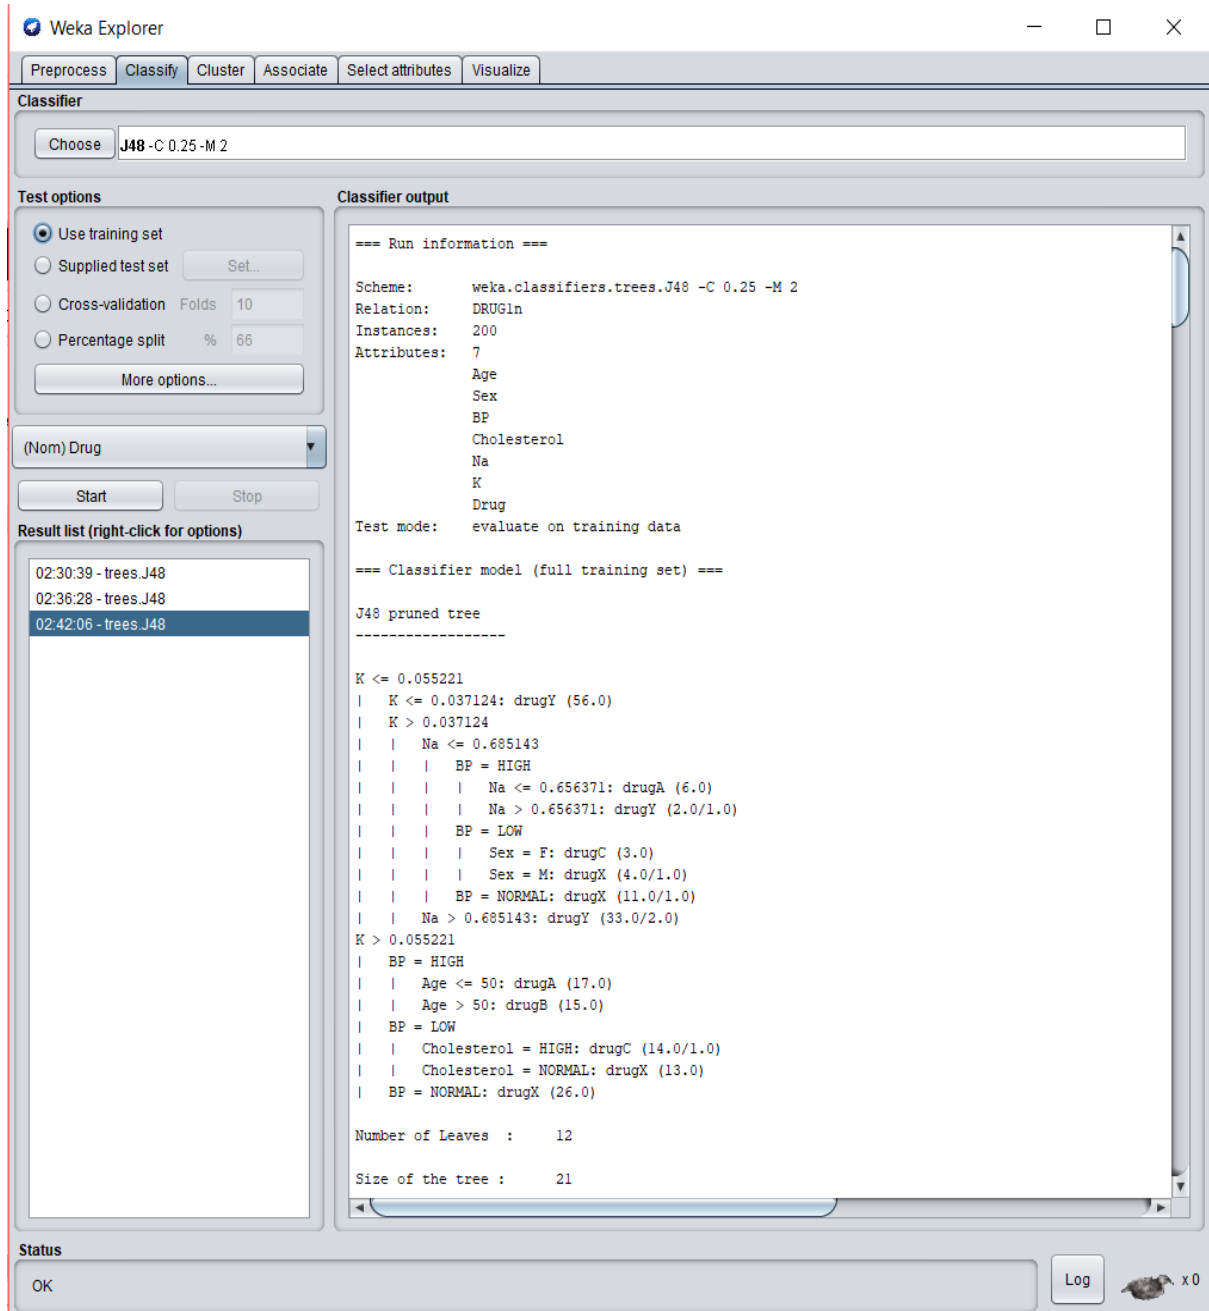 Weka Explorer
Preprocess Classify Cluster Associate Select attributes Visualize
Classifier
Choose J48 -C 0.25 -M 2
Test options
Use training set
Supplied test set Set...
Cross-validation Folds 10
Percentage split % 66
More options...
(Nom) Drug
Start Stop
Result list (right-click for options)
02:30:39 - trees.J48
02:36:28 - trees.J48
02:42:06 - trees.J48
Classifier output
=== Run information ===
Scheme: weka.classifiers.trees.J48 -C 0.25 -M 2
Relation: DRUG1n
Instances: 200
Attributes: 7
Age
Sex
BP
Cholesterol
Na
K
Drug
Test mode: evaluate on training data
=== Classifier model (full training set) ===
J48 pruned tree
------------------
K <= 0.055221
|   K <= 0.037124: drugY (56.0)
|   K > 0.037124
|   |   Na <= 0.685143
|   |   |   BP = HIGH
|   |   |   |   Na <= 0.656371: drugA (6.0)
|   |   |   |   Na > 0.656371: drugY (2.0/1.0)
|   |   |   BP = LOW
|   |   |   |   Sex = F: drugC (3.0)
|   |   |   |   Sex = M: drugX (4.0/1.0)
|   |   |   BP = NORMAL: drugX (11.0/1.0)
|   |   Na > 0.685143: drugY (33.0/2.0)
K > 0.055221
|   BP = HIGH
|   |   Age <= 50: drugA (17.0)
|   |   Age > 50: drugB (15.0)
|   BP = LOW
|   |   Cholesterol = HIGH: drugC (14.0/1.0)
|   |   Cholesterol = NORMAL: drugX (13.0)
|   BP = NORMAL: drugX (26.0)
Number of Leaves : 12
Size of the tree : 21
Status
OK
Log x 0